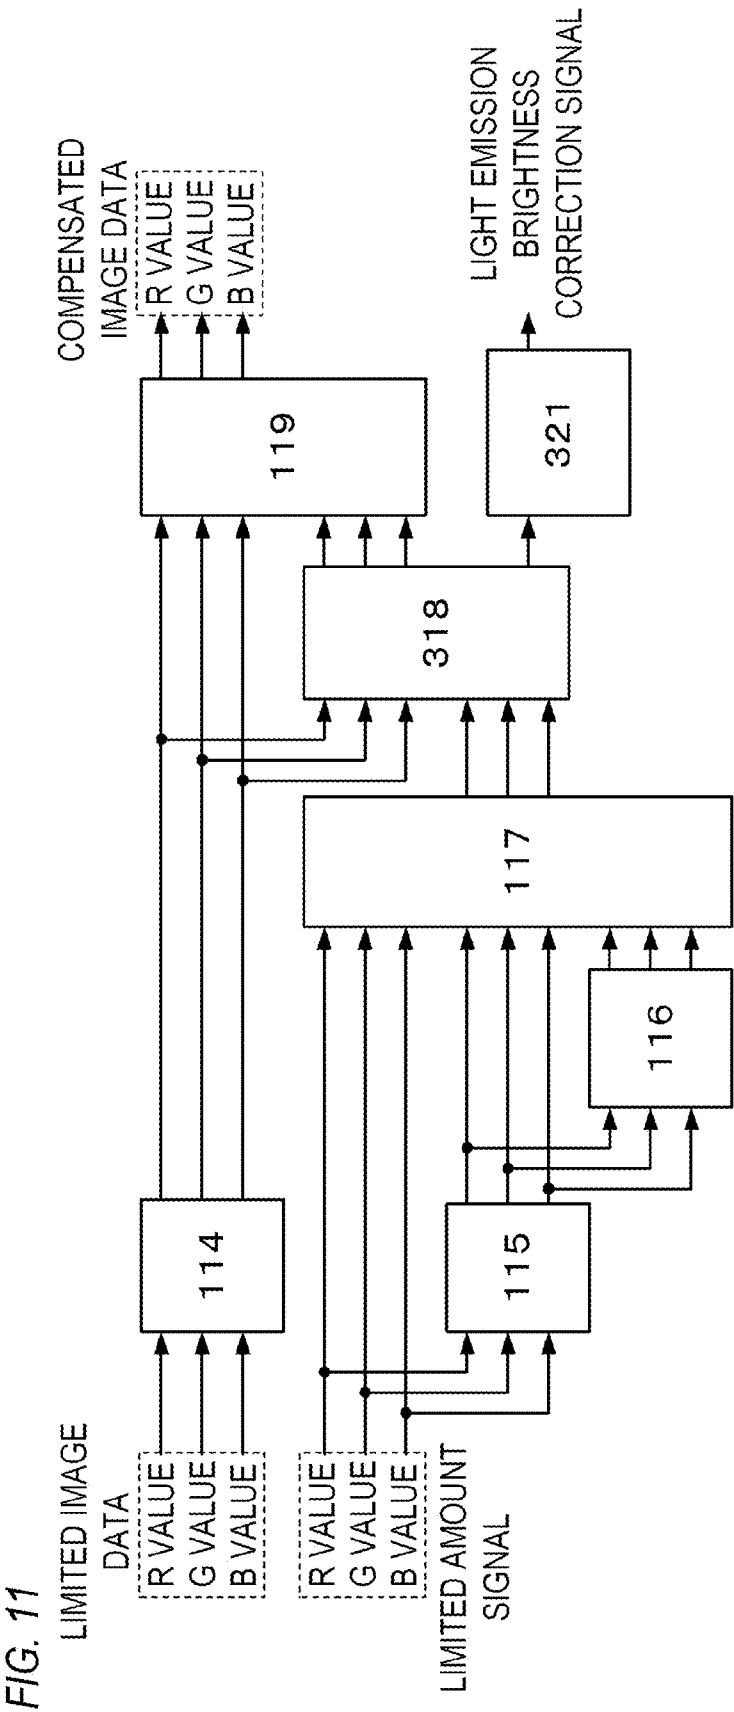 FIG. 11
LIMITED IMAGE
DATA
R VALUE
G VALUE
B VALUE
114
COMPENSATED
IMAGE DATA
R VALUE
G VALUE
B VALUE
119
R VALUE
G VALUE
B VALUE
LIMITED AMOUNT
SIGNAL
115
116
117
318
321
LIGHT EMISSION
BRIGHTNESS
CORRECTION SIGNAL